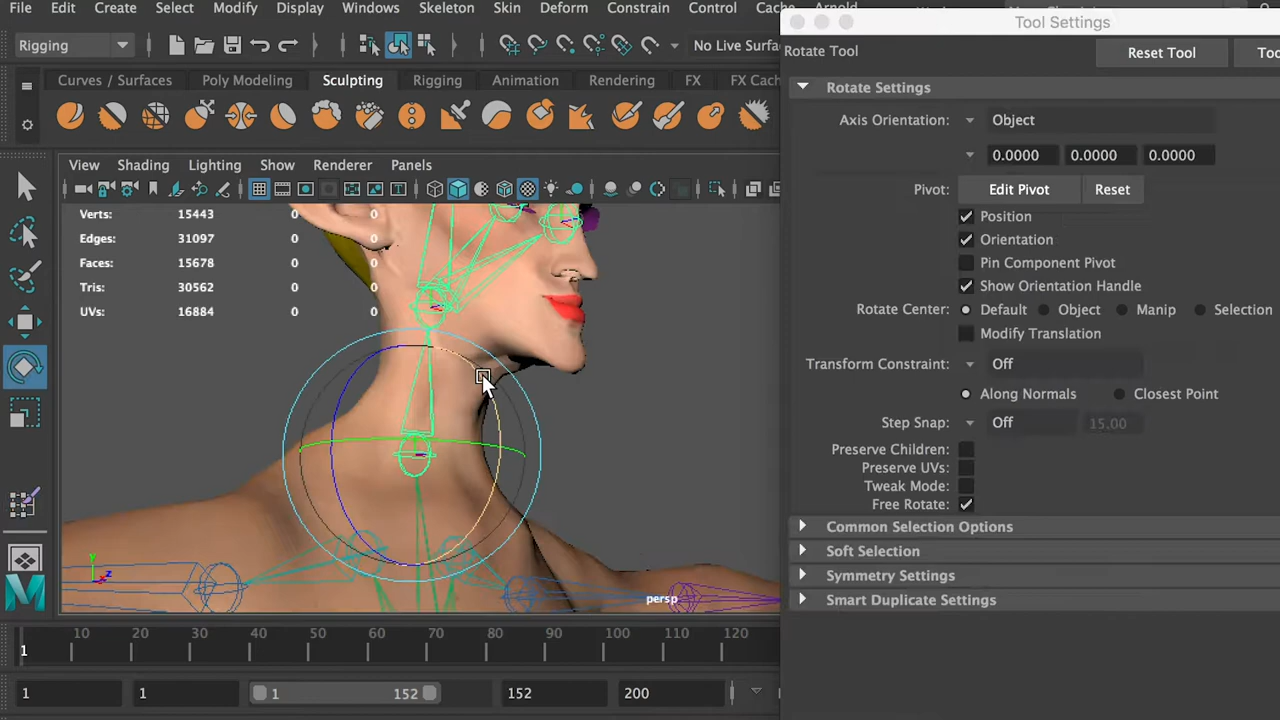 File Edit Create Select Modify Display Windows Skeleton Skin Deform Constrain Control Cache Arnold
Tool Settings
Rigging
No Live Surfa
Rotate Tool
Reset Tool
Too
Curves / Surfaces Poly Modeling Sculpting Rigging Animation Rendering FX FX Cach
Rotate Settings
Axis Orientation: Object
0.0000 0.0000 0.0000
View Shading Lighting Show Renderer Panels
Pivot: Edit Pivot Reset
Position
Orientation
Pin Component Pivot
Show Orientation Handle
Rotate Center: Default Object Manip Selection
Modify Translation
Transform Constraint: Off
Along Normals Closest Point
Step Snap: Off 15.00
Preserve Children:
Preserve UVs:
Tweak Mode:
Free Rotate:
Common Selection Options
Soft Selection
Symmetry Settings
Smart Duplicate Settings
Verts: 15443 0 0
Edges: 31097 0 0
Faces: 15678 0 0
Tris: 30562 0 0
UVs: 16884 0 0
y
z
persp
10 20 30 40 50 60 70 80 90 100 110 120
1
1 1 1 152 152 200